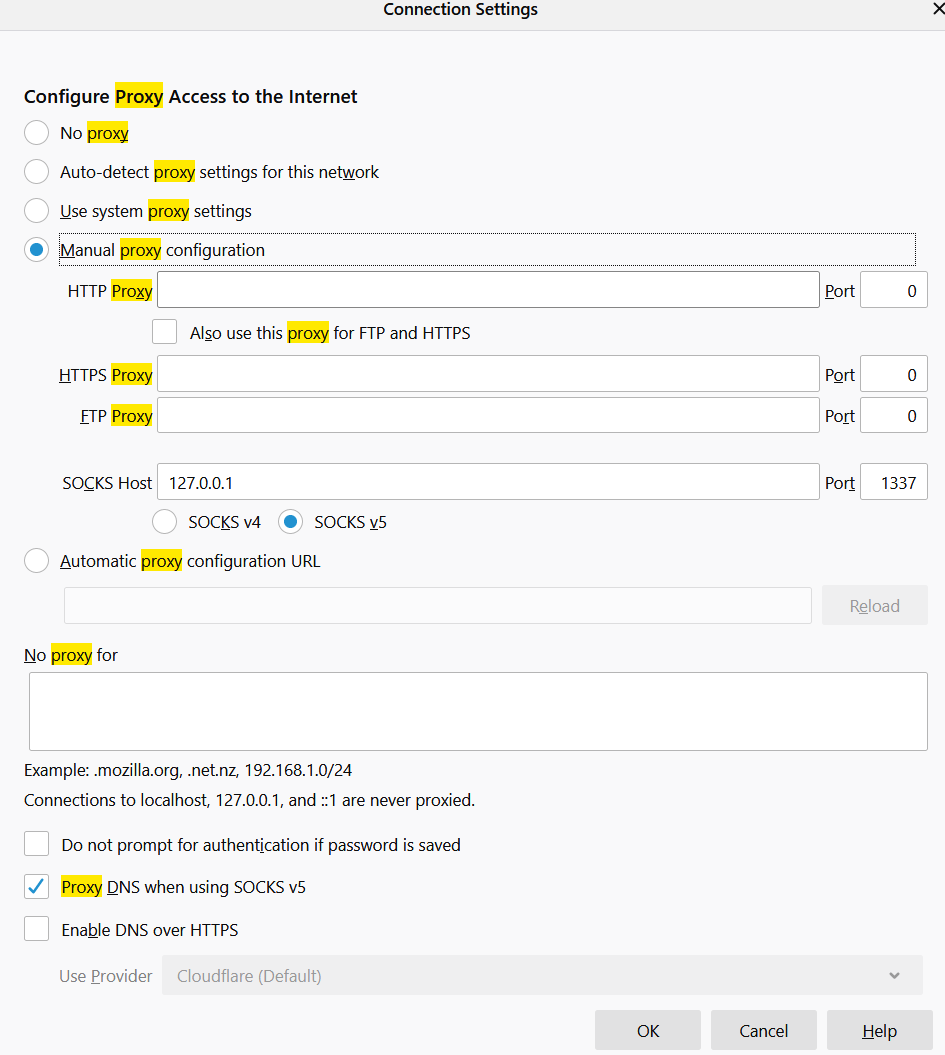 Connection Settings
Configure Proxy Access to the Internet
No proxy
Auto-detect proxy settings for this network
Use system proxy settings
Manual proxy configuration
HTTP Proxy Port 0
Also use this proxy for FTP and HTTPS
HTTPS Proxy Port 0
FTP Proxy Port 0
SOCKS Host 127.0.0.1 Port 1337
SOCKS v4 SOCKS v5
Automatic proxy configuration URL
Reload
No proxy for
Example: .mozilla.org, .net.nz, 192.168.1.0/24
Connections to localhost, 127.0.0.1, and ::1 are never proxied.
Do not prompt for authentication if password is saved
Proxy DNS when using SOCKS v5
Enable DNS over HTTPS
Use Provider Cloudflare (Default)
OK Cancel Help